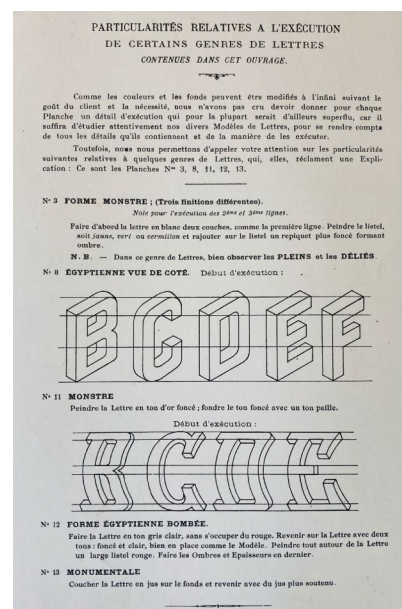 PARTICULARITÉS RELATIVES A L'EXÉCUTION
DE CERTAINS GENRES DE LETTRES
CONTENUES DANS CET OUVRAGE.
Comme les couleurs et les fonds peuvent être modifiés à l'infini suivant le
goût du client et la nécessité, nous n'avons pas cru devoir donner pour chaque
Planche un détail d'exécution qui pour la plupart serait d'ailleurs superflu, car il
suffira d'étudier attentivement nos divers Modèles de Lettres, pour se rendre compte
de tous les détails qu'ils contiennent et de la manière de les exécuter.
Toutefois, nous nous permettons d'appeler votre attention sur les particularités
suivantes relatives à quelques genres de Lettres, qui, elles, réclament une Expli-
cation : Ce sont les Planches Nos 3, 8, 11, 12, 13.
No 3 FORME MONSTRE ; (Trois finitions différentes).
Note pour l'exécution des 2ème et 3ème lignes.
Faire d'abord la lettre en blanc deux couches, comme la première ligne. Peindre le listel,
soit jaune, vert ou vermillon et rajouter sur le listel un repiquet plus foncé formant
ombre.
N. B. — Dans ce genre de Lettres, bien observer les PLEINS et les DÉLIÉS.
No 8 ÉGYPTIENNE VUE DE COTÉ. Début d'exécution :
BCDEF
No 11 MONSTRE
Peindre la Lettre en ton d'or foncé ; fondre le ton foncé avec un ton paille.
Début d'exécution :
BCDE
No 12 FORME ÉGYPTIENNE BOMBÉE.
Faire la Lettre en ton gris clair, sans s'occuper du rouge. Revenir sur la Lettre avec deux
tons : foncé et clair, bien en place comme le Modèle. Peindre tout autour de la Lettre
un large listel rouge. Faire les Ombres et Epaisseurs en dernier.
No 13 MONUMENTALE
Coucher la Lettre en jus sur le fonds et revenir avec du jus plus soutenu.